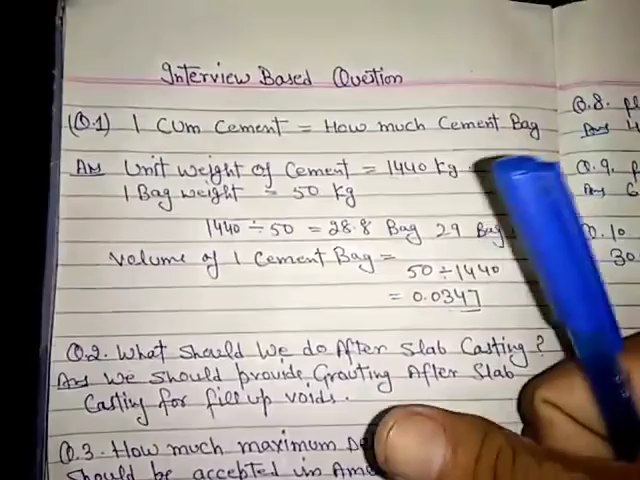 Interview Based Question
(Q.1) 1 Cum Cement = How much Cement Bag
Ans Unit weight of Cement = 1440 kg
1 Bag weight = 50 kg
1440 ÷ 50 = 28.8 Bag 29 Bag
Volume of 1 Cement Bag =
50 ÷ 1440
= 0.0347
Q.2. What should we do After Slab Casting?
Ans We should provide Grouting After Slab
Casting for fill up voids.
Q.3. How much maximum
should be accepted in
Q.8.
Ans
Q.9.
Ans 6
Q.10
30